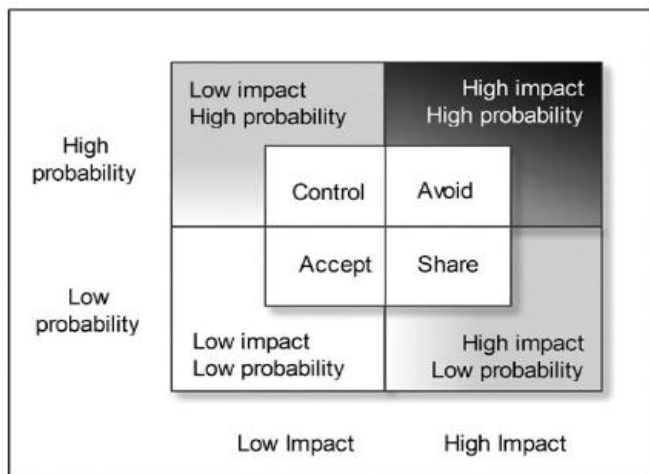 Low impact
High probability
High impact
High probability
High
probability
Control
Avoid
Accept
Share
Low
probability
Low impact
Low probability
High impact
Low probability
Low Impact
High Impact